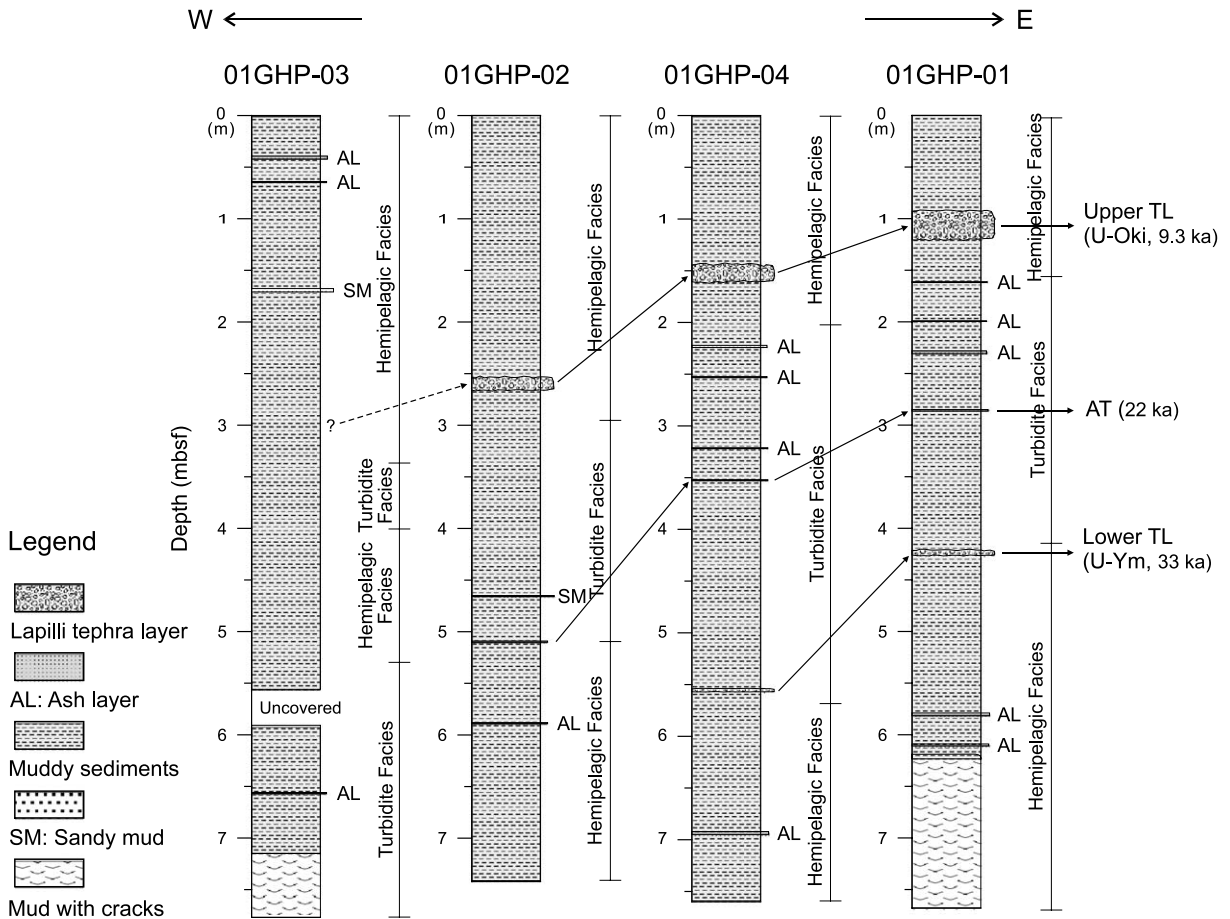 W
E
01GHP-03
01GHP-02
01GHP-04
01GHP-01
Depth (mbsf)
0
(m)
1
2
3
4
5
6
7
AL
AL
SM
?
Uncovered
AL
Hemipelagic Facies
Turbidite
Facies
Hemipelagic
Facies
Turbidite Facies
0
(m)
1
2
3
4
5
6
7
SM
AL
Hemipelagic Facies
Turbidite Facies
Hemipelagic Facies
0
(m)
1
2
3
4
5
6
7
AL
AL
AL
AL
Hemipelagic Facies
Turbidite Facies
Hemipelagic Facies
0
(m)
1
2
3
4
5
6
7
AL
AL
AL
AL
AL
Hemipelagic Facies
Turbidite Facies
Hemipelagic Facies
Upper TL
(U-Oki, 9.3 ka)
AT (22 ka)
Lower TL
(U-Ym, 33 ka)
Legend
Lapilli tephra layer
AL: Ash layer
Muddy sediments
SM: Sandy mud
Mud with cracks